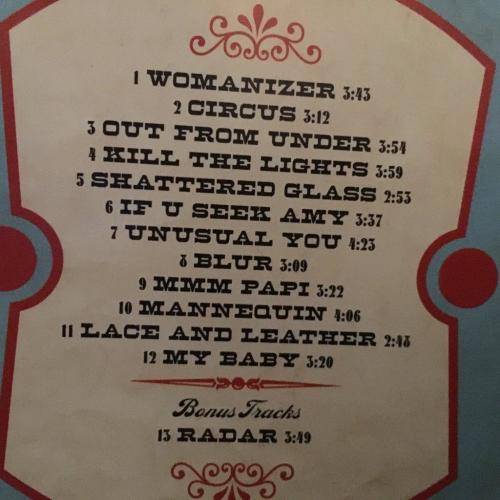 1 WOMANIZER 3:43
2 CIRCUS 3:12
3 OUT FROM UNDER 3:54
4 KILL THE LIGHTS 3:59
5 SHATTERED GLASS 2:53
6 IF U SEEK AMY 3:37
7 UNUSUAL YOU 4:23
8 BLUR 3:09
9 MMM PAPI 3:22
10 MANNEQUIN 4:06
11 LACE AND LEATHER 2:48
12 MY BABY 3:20
Bonus Tracks
13 RADAR 3:49